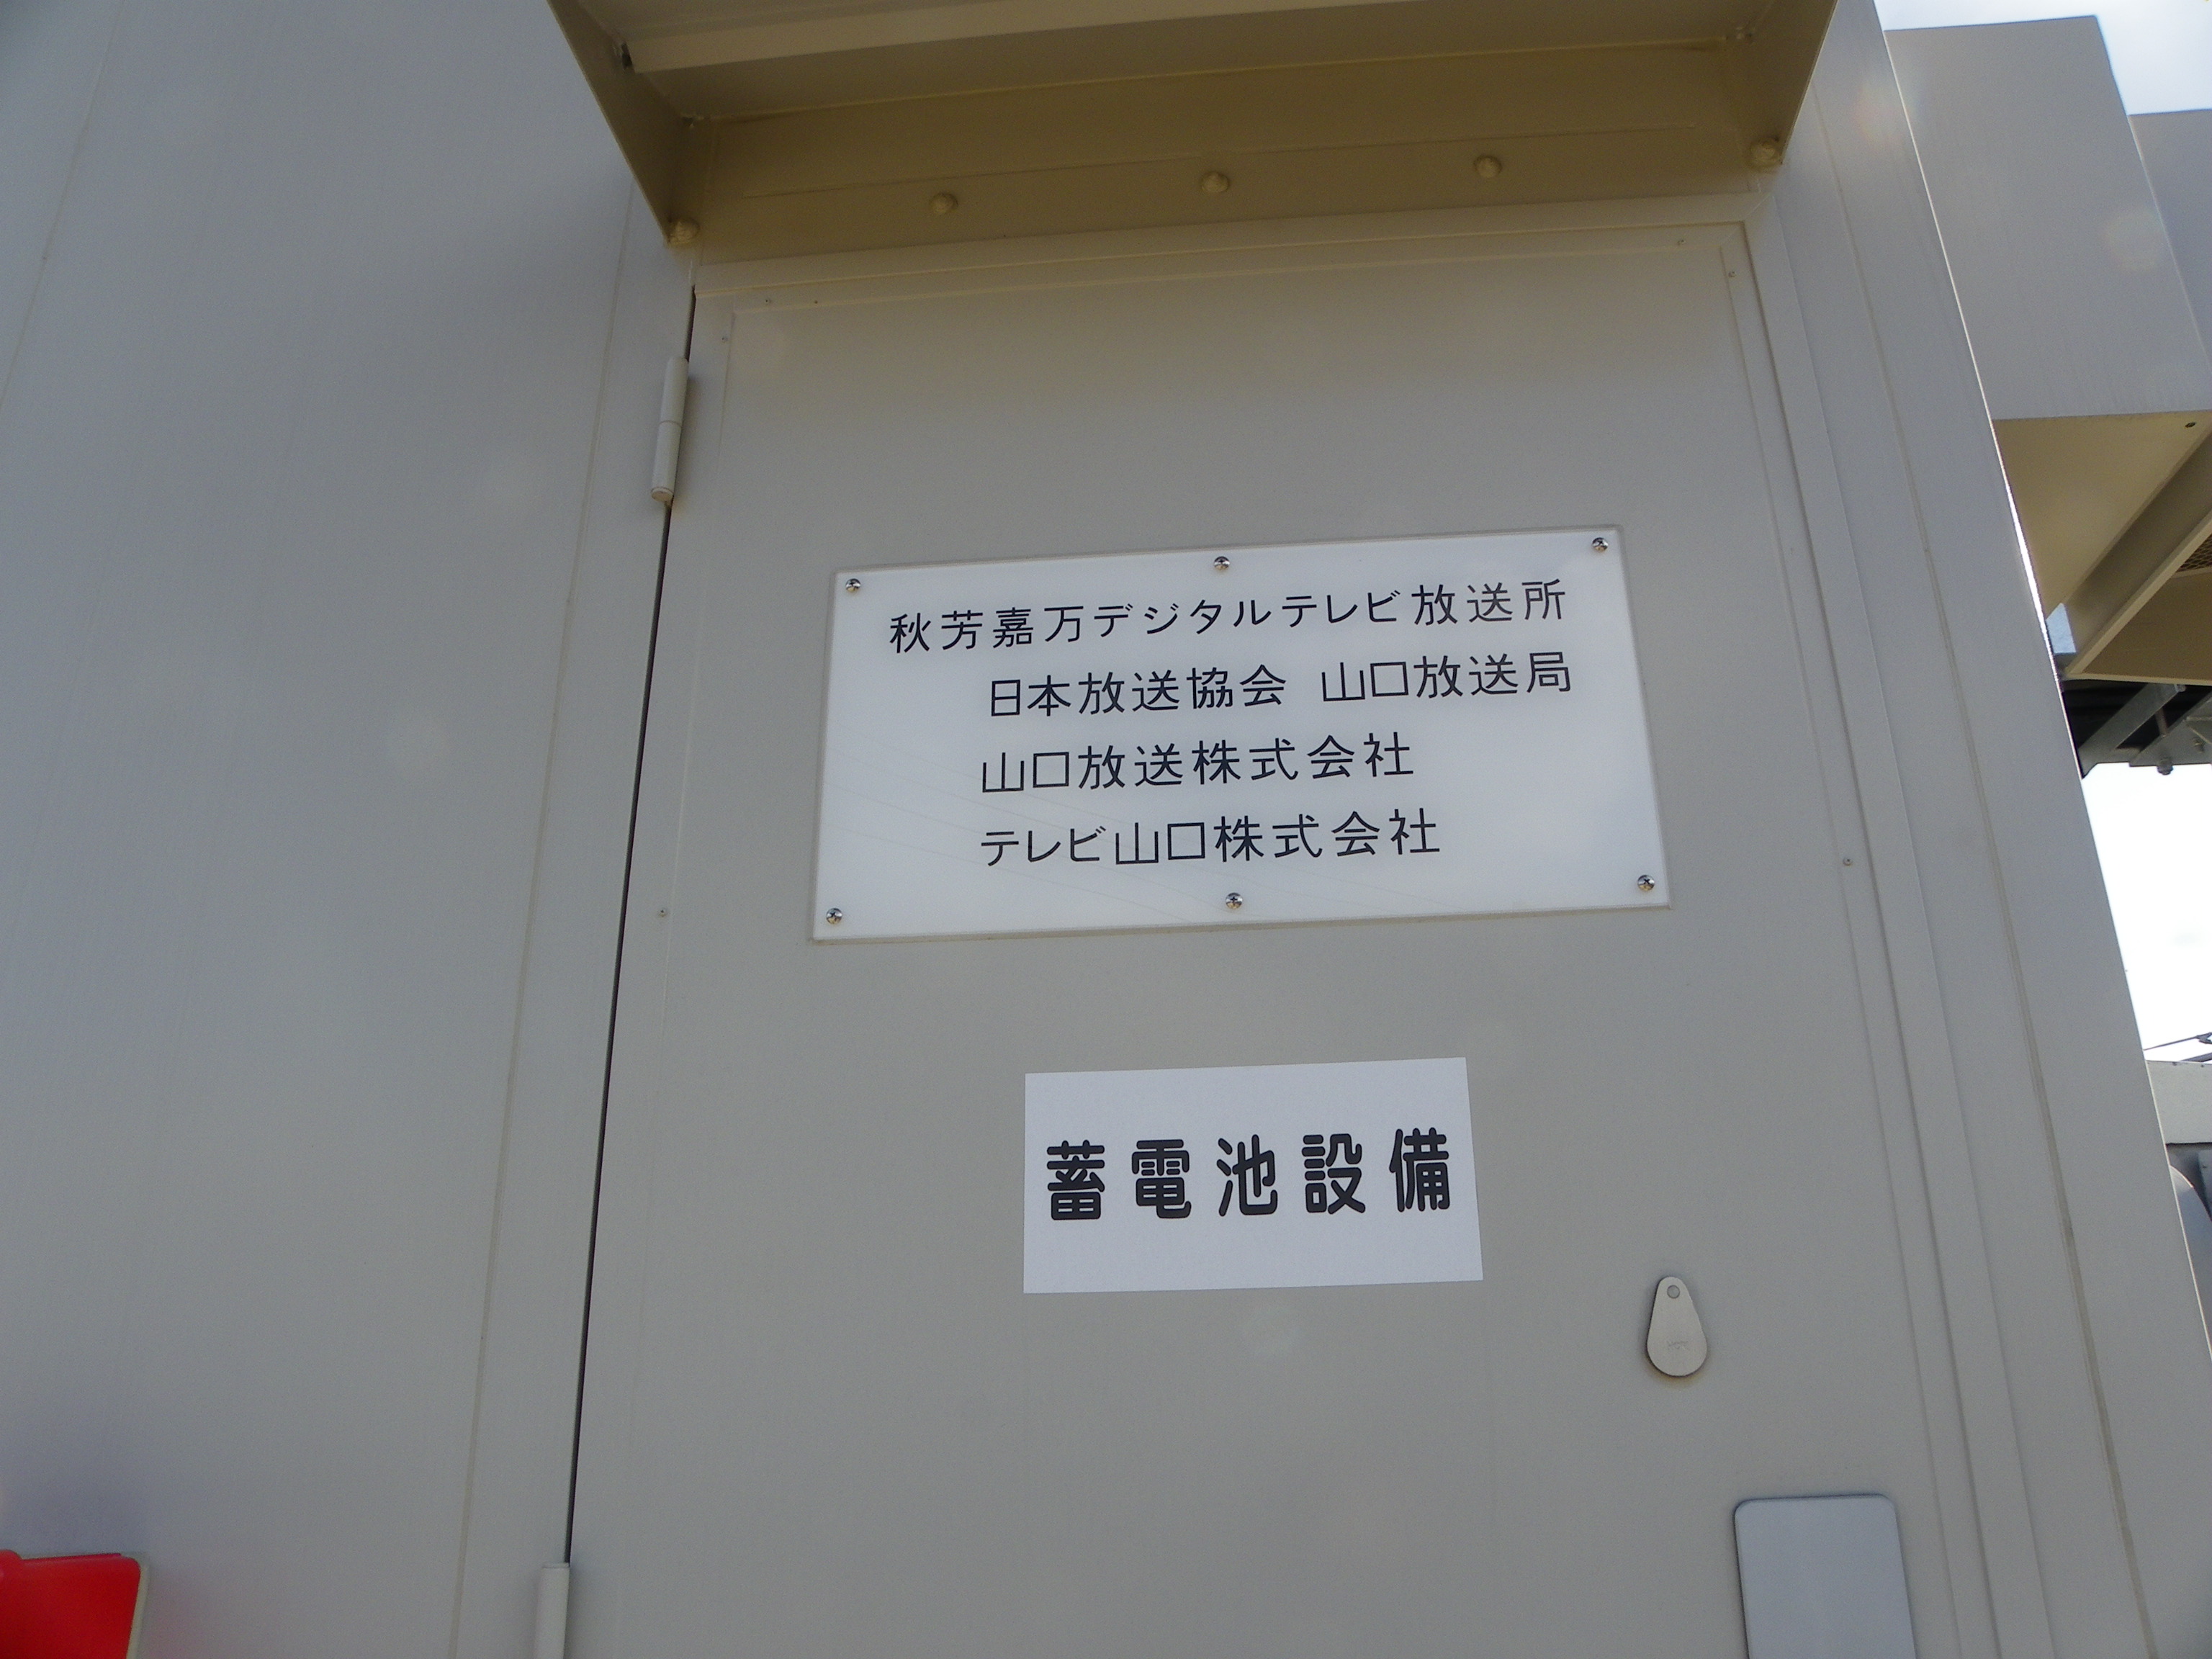 秋芳嘉万デジタルテレビ放送所
日本放送協会 山口放送局
山口放送株式会社
テレビ山口株式会社
蓄電池設備